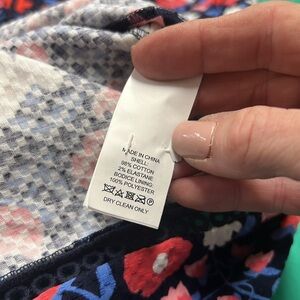 MADE IN CHINA
SHELL:
98% COTTON
2% ELASTANE
BODICE LINING:
100% POLYESTER
DRY CLEAN ONLY